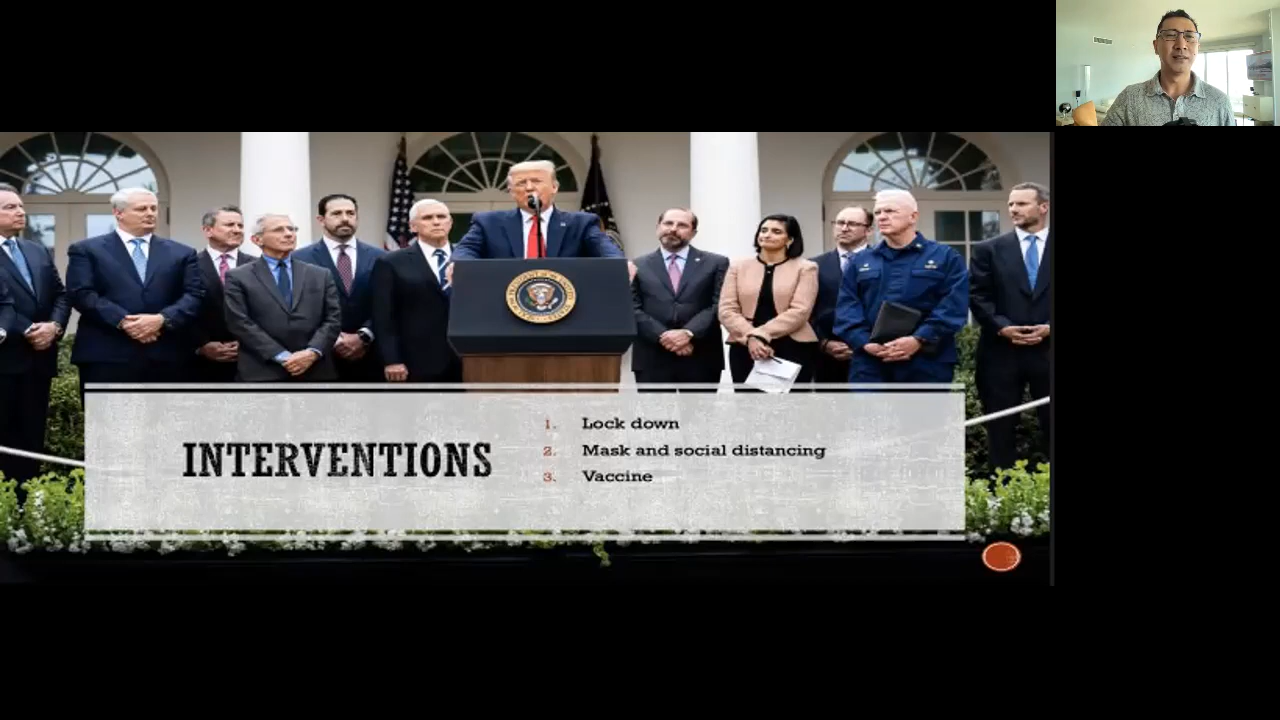 INTERVENTIONS
1. Lock down
2. Mask and social distancing
3. Vaccine